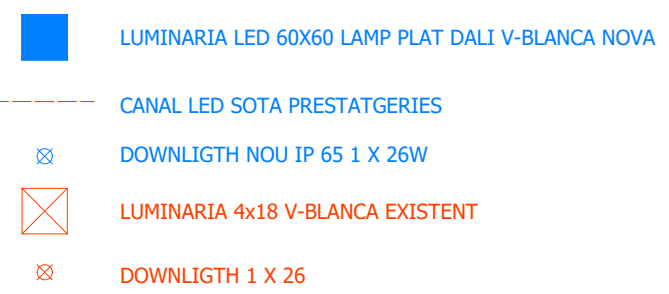 LUMINARIA LED 60X60 LAMP PLAT DALI V-BLANCA NOVA
CANAL LED SOTA PRESTATGERIES
DOWNLIGTH NOU IP 65 1 X 26W
LUMINARIA 4x18 V-BLANCA EXISTENT
DOWNLIGTH 1 X 26